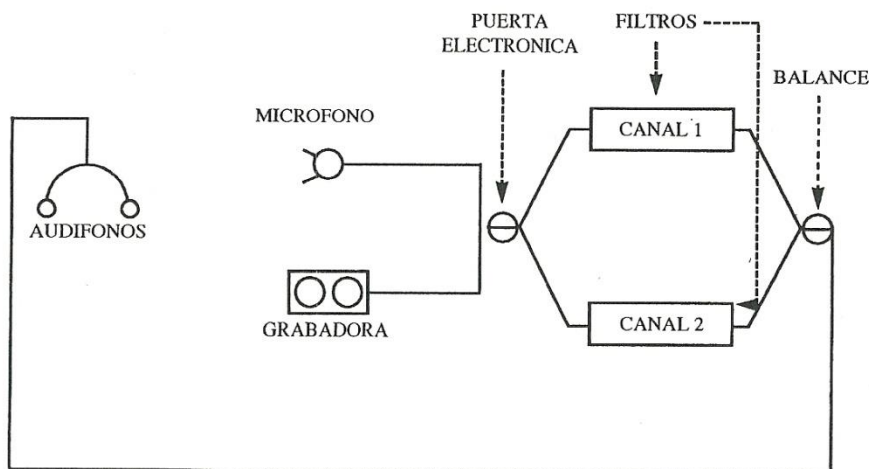 PUERTA
ELECTRONICA
FILTROS
BALANCE
MICROFONO
CANAL 1
AUDIFONOS
GRABADORA
CANAL 2